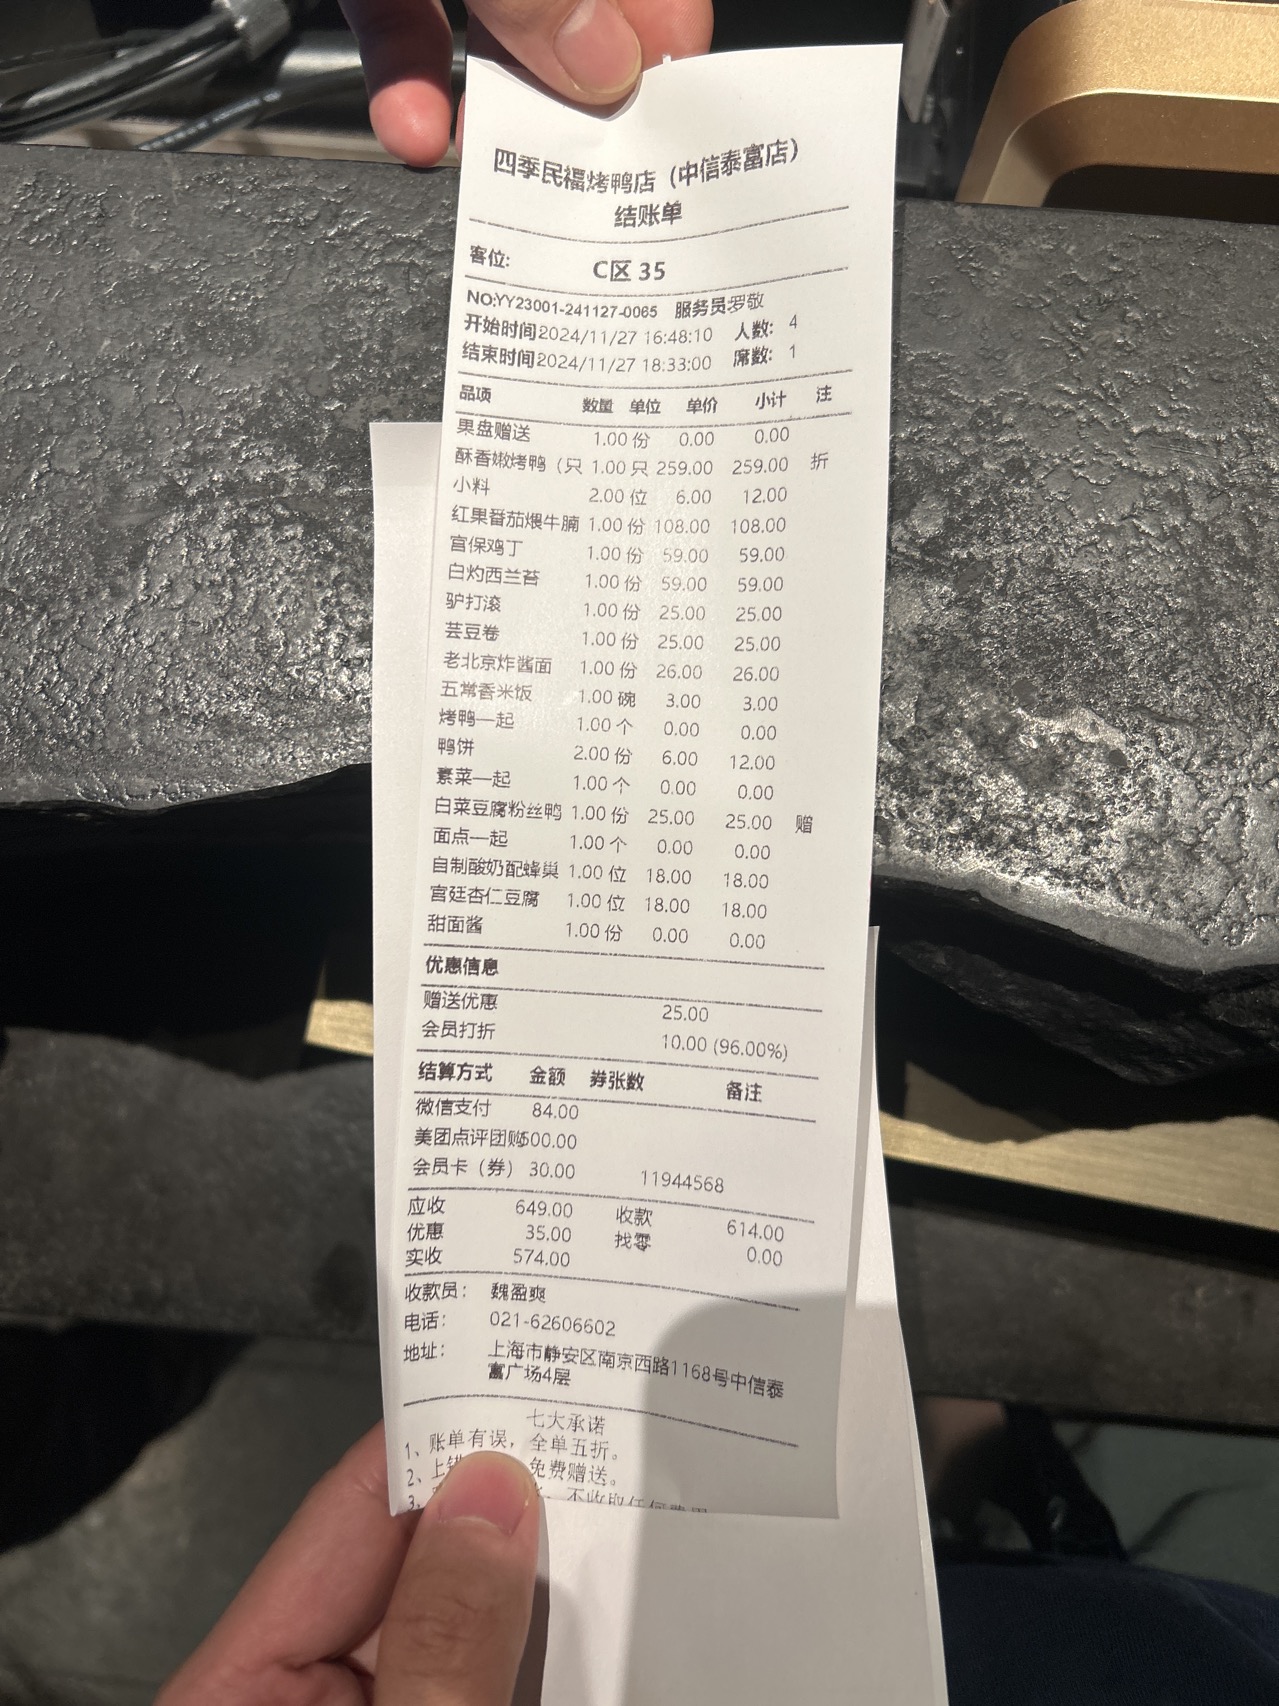 四季民福烤鸭店（中信泰富店）
结账单
客位: C区 35
NO:YY23001-241127-0065 服务员罗敬
开始时间2024/11/27 16:48:10 人数: 4
结束时间2024/11/27 18:33:00 席数: 1
品项 数量 单位 单价 小计 注
果盘赠送 1.00 份 0.00 0.00
酥香嫩烤鸭（只 1.00 只 259.00 259.00 折
小料 2.00 位 6.00 12.00
红果番茄煨牛腩 1.00 份 108.00 108.00
宫保鸡丁 1.00 份 59.00 59.00
白灼西兰苔 1.00 份 59.00 59.00
驴打滚 1.00 份 25.00 25.00
芸豆卷 1.00 份 25.00 25.00
老北京炸酱面 1.00 份 26.00 26.00
五常香米饭 1.00 碗 3.00 3.00
烤鸭一起 1.00 个 0.00 0.00
鸭饼 2.00 份 6.00 12.00
素菜一起 1.00 个 0.00 0.00
白菜豆腐粉丝鸭 1.00 份 25.00 25.00 赠
面点一起 1.00 个 0.00 0.00
自制酸奶配蜂巢 1.00 位 18.00 18.00
宫廷杏仁豆腐 1.00 位 18.00 18.00
甜面酱 1.00 份 0.00 0.00
优惠信息
赠送优惠 25.00
会员打折 10.00 (96.00%)
结算方式 金额 券张数 备注
微信支付 84.00
美团点评团购500.00
会员卡（券） 30.00 11944568
应收 649.00 收款 614.00
优惠 35.00 找零 0.00
实收 574.00
收款员: 魏盈爽
电话: 021-62606602
地址: 上海市静安区南京西路1168号中信泰
富广场4层
七大承诺
1、账单有误，全单五折。
2、上错 免费赠送。
3、 不收取任何费用